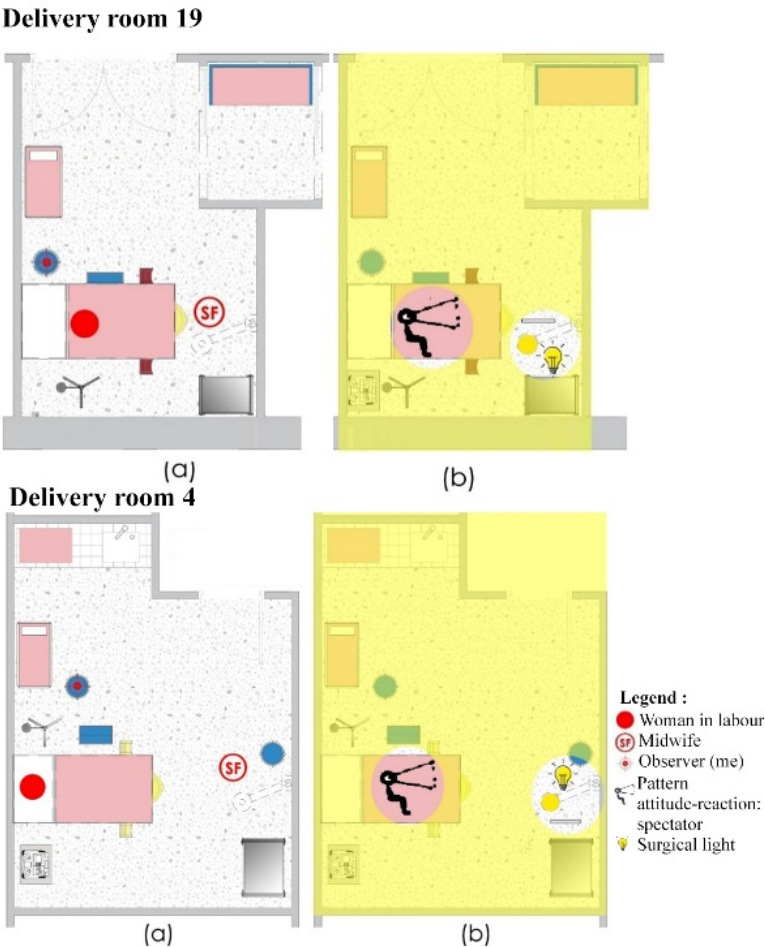 Delivery room 19
SF
(a)
(b)
Delivery room 4
SF
(a)
(b)
Legend :
Woman in labour
SF Midwife
Observer (me)
Pattern
attitude-reaction:
spectator
Surgical light